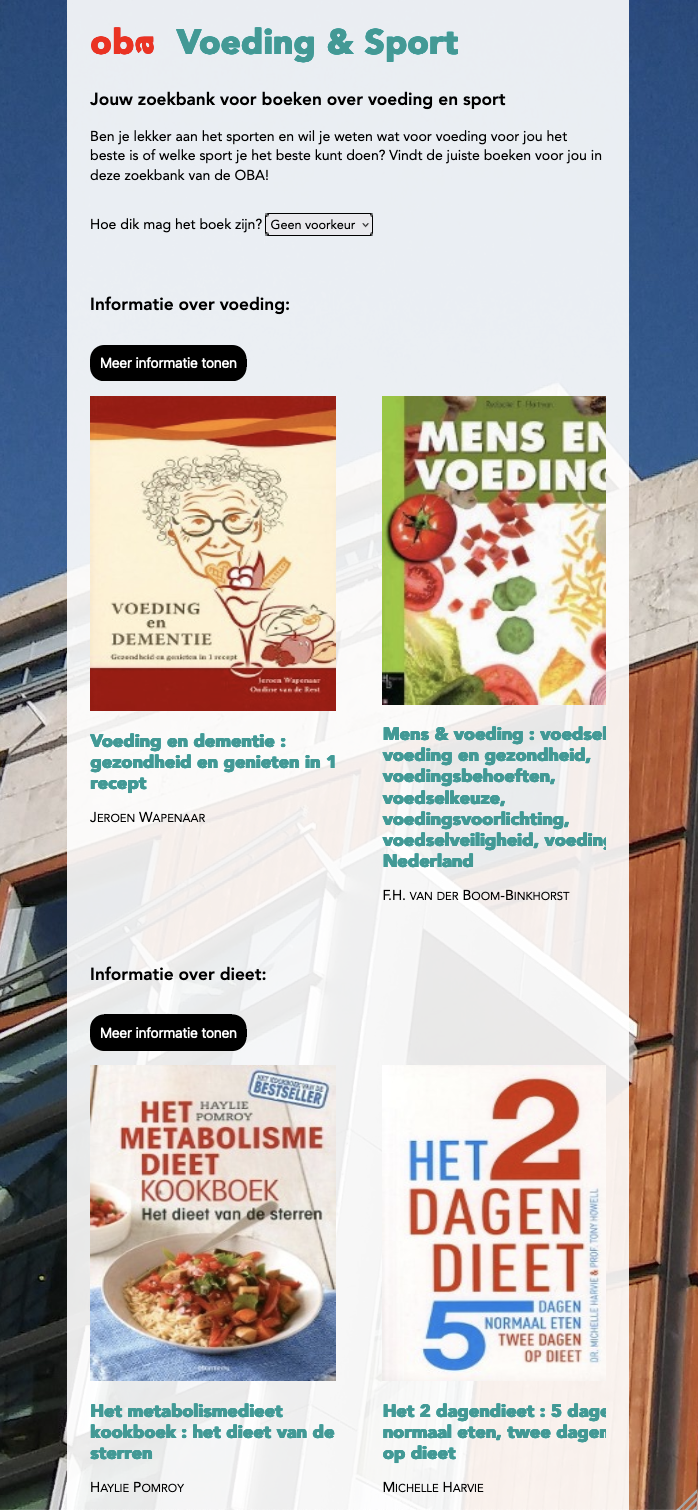 oba Voeding & Sport
Jouw zoekbank voor boeken over voeding en sport
Ben je lekker aan het sporten en wil je weten wat voor voeding voor jou het
beste is of welke sport je het beste kunt doen? Vindt de juiste boeken voor jou in
deze zoekbank van de OBA!
Hoe dik mag het boek zijn? Geen voorkeur
Informatie over voeding:
Meer informatie tonen
VOEDING
en
DEMENTIE
Gezondheid en genieten in 1 recept
Jeroen Wapenaar
Ondine van de Rest
Redactie: E. Hartman
MENS EN
VOEDING
Voeding en dementie :
gezondheid en genieten in 1
recept
JEROEN WAPENAAR
Mens & voeding : voedsel
voeding en gezondheid,
voedingsbehoeften,
voedselkeuze,
voedingsvoorlichting,
voedselveiligheid, voeding
Nederland
F.H. VAN DER BOOM-BINKHORST
Informatie over dieet:
Meer informatie tonen
HET KOOKBOEK VAN DE
BESTSELLER
HET HAYLIE
POMROY
METABOLISME
DIEET
KOOKBOEK
Het dieet van de sterren
HET 2
DAGEN
DIEET
5 DAGEN
NORMAAL ETEN
TWEE DAGEN
OP DIEET
DR. MICHELLE HARVIE & PROF. TONY HOWELL
Het metabolismedieet
kookboek : het dieet van de
sterren
HAYLIE POMROY
Het 2 dagendieet : 5 dage
normaal eten, twee dagen
op dieet
MICHELLE HARVIE